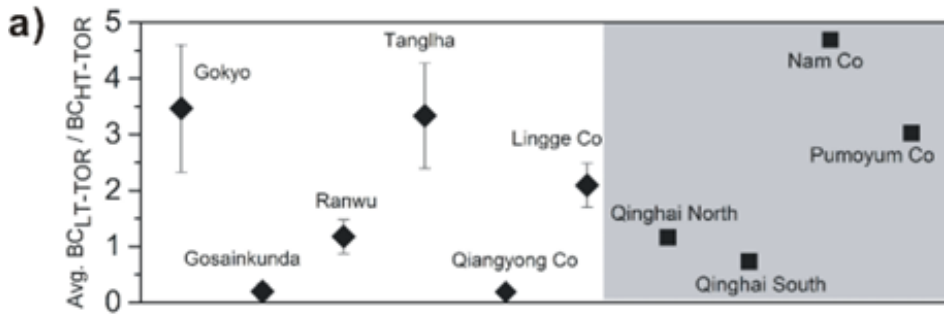 a)
Avg. BCLT-TOR / BCHT-TOR
5
4
3
2
1
0
Gokyo
Gosainkunda
Ranwu
Tanglha
Qiangyong Co
Lingge Co
Qinghai North
Qinghai South
Nam Co
Pumoyum Co